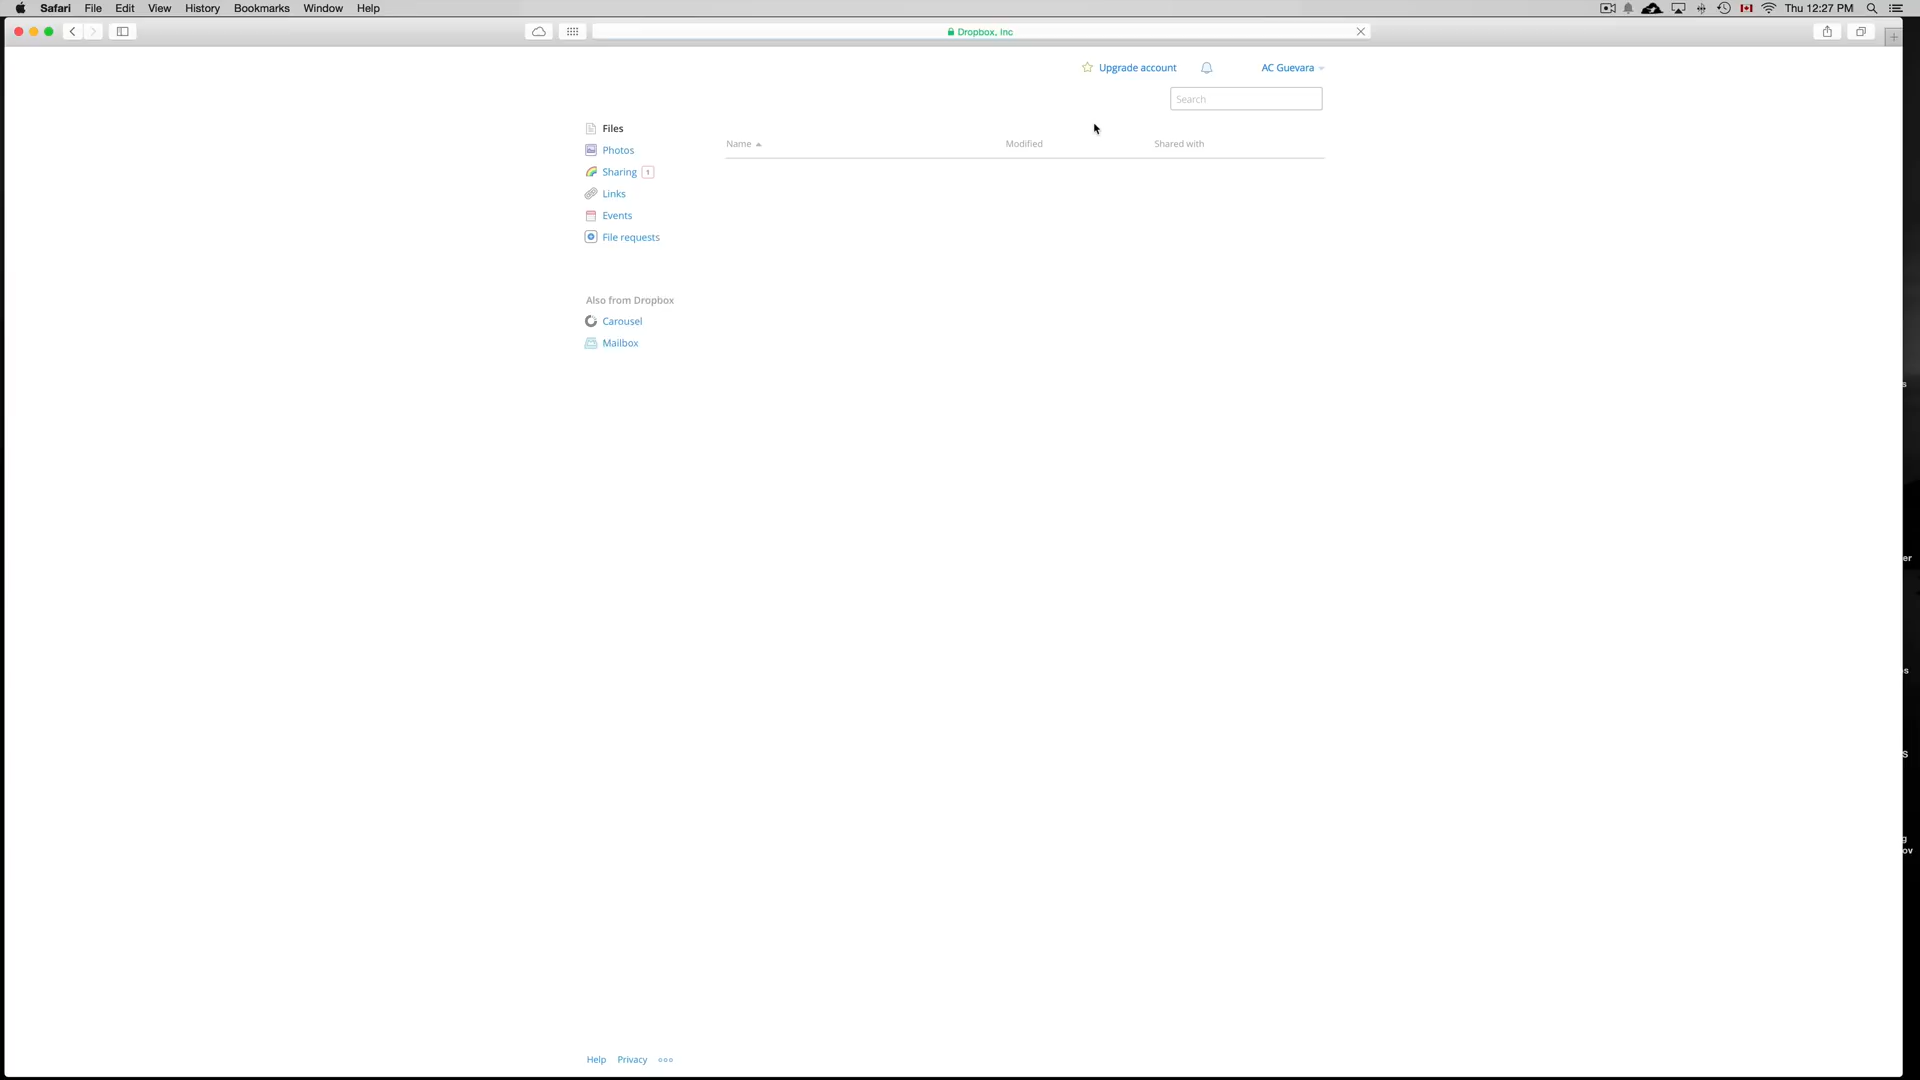 Safari File Edit View History Bookmarks Window Help Thu 12:27 PM
Dropbox, Inc
Upgrade account AC Guevara
Search
Files
Name Modified Shared with
Photos
Sharing 1
Links
Events
File requests
Also from Dropbox
Carousel
Mailbox
s
er
s
S
g
ov
Help Privacy